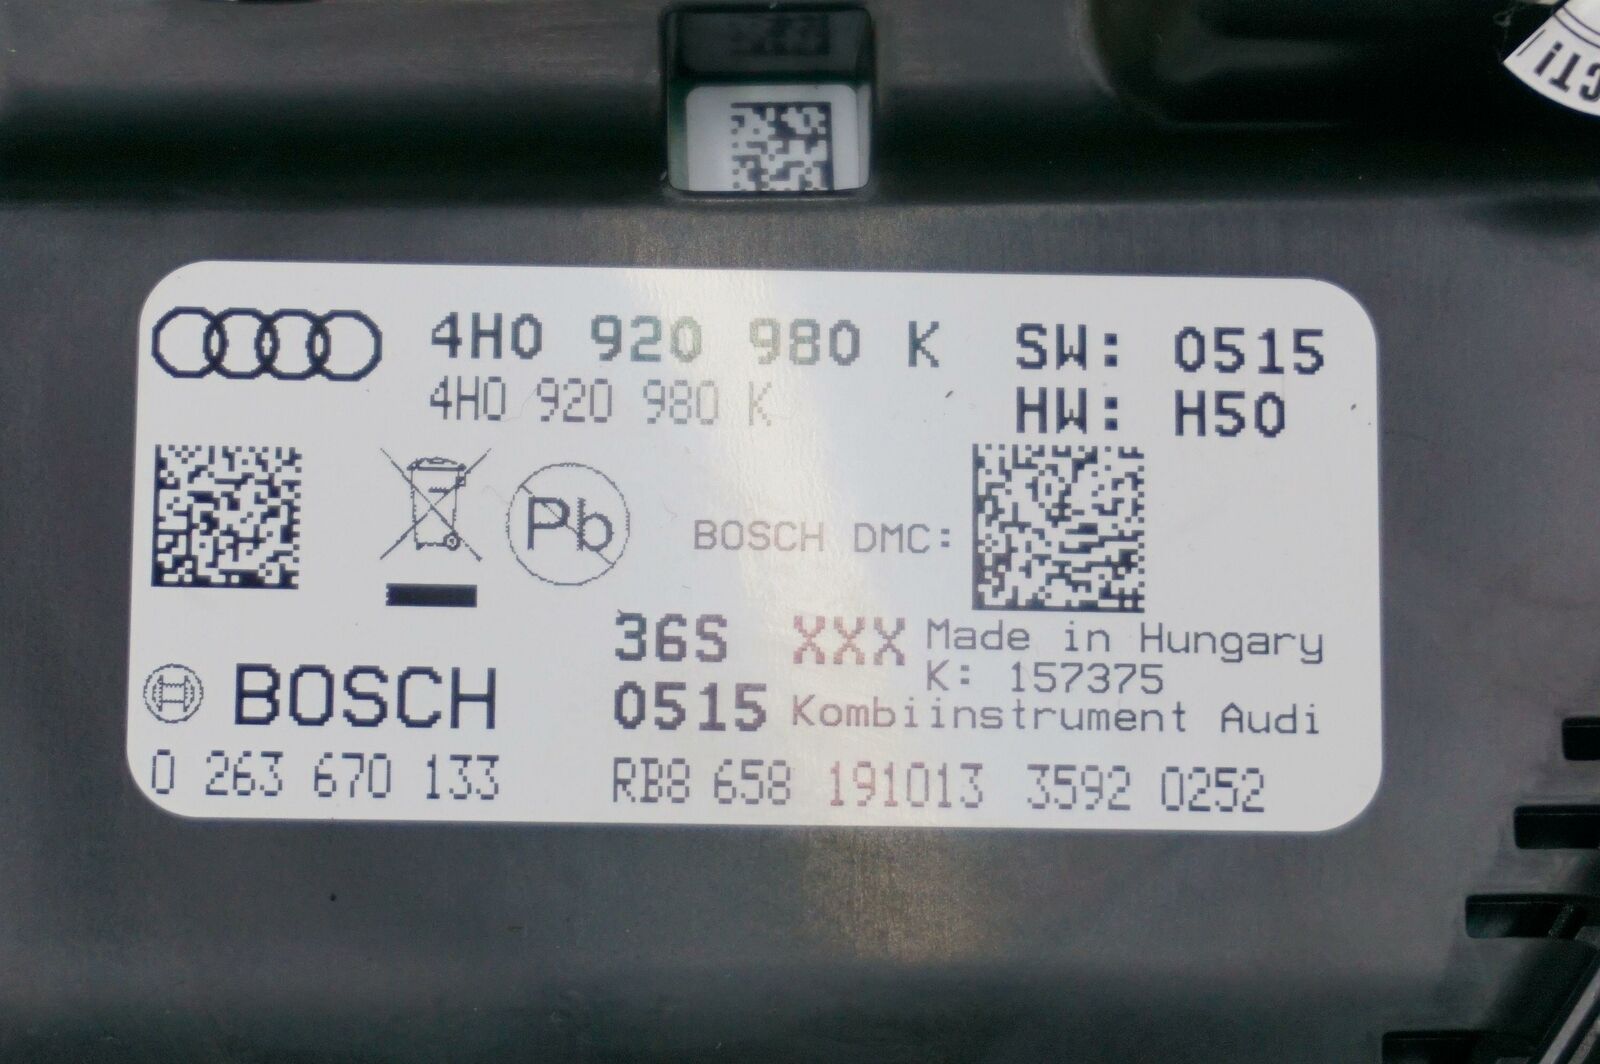 4H0 920 980 K SW: 0515
4H0 920 980 K HW: H50
Pb
BOSCH DMC:
36S XXX Made in Hungary
K: 157375
BOSCH 0515 Kombiinstrument Audi
0 263 670 133 RB8 658 191013 3592 0252